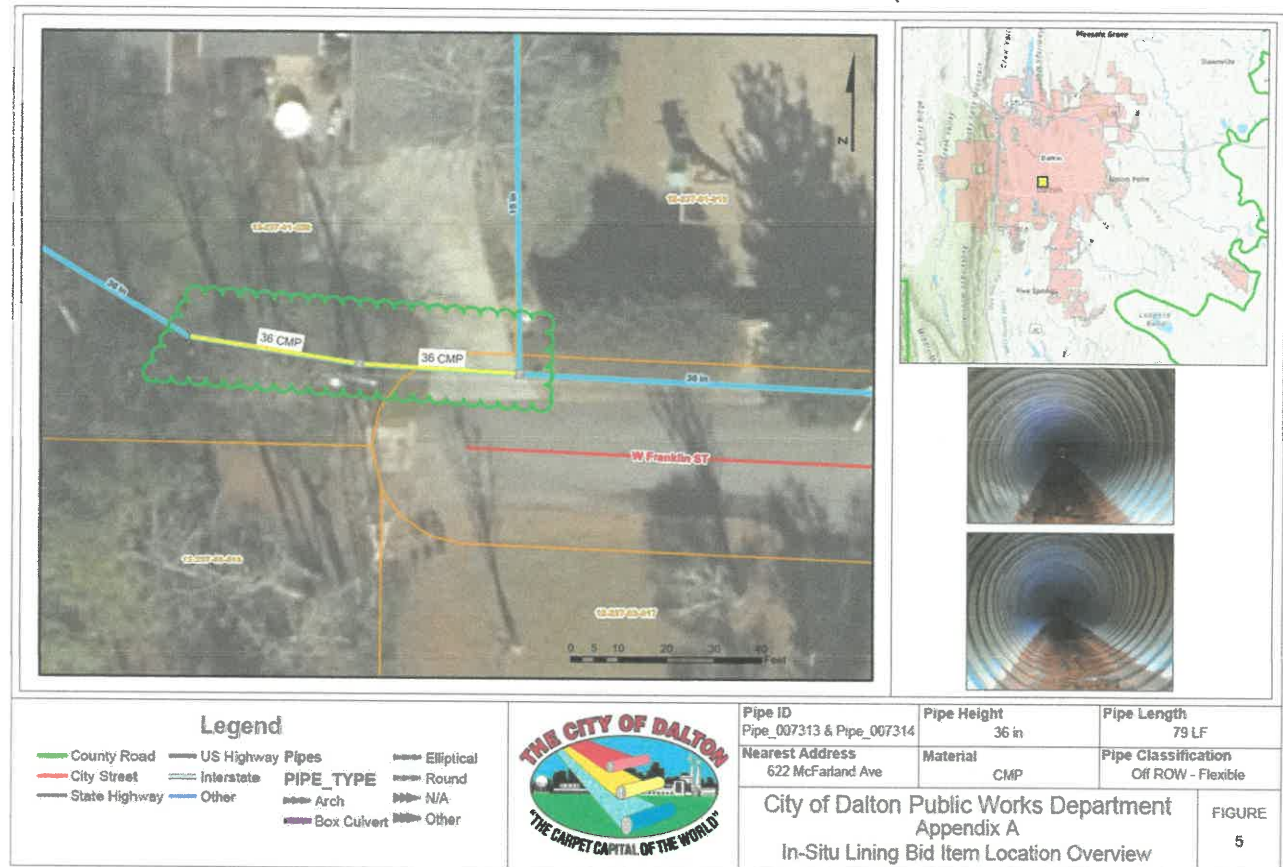 N
15 in
36 in
36 CMP
36 CMP
36 in
W Franklin ST
0 5 10 20 30 40
Feet
Dalton
Legend
County Road
City Street
State Highway
US Highway
Interstate
Other
Pipes
PIPE_TYPE
Arch
Box Culvert
Elliptical
Round
N/A
Other
THE CITY OF DALTON
"THE CARPET CAPITAL OF THE WORLD"
Pipe ID
Pipe_007313 & Pipe_007314
Pipe Height
36 in
Pipe Length
79 LF
Nearest Address
622 McFarland Ave
Material
CMP
Pipe Classification
Off ROW - Flexible
City of Dalton Public Works Department
Appendix A
In-Situ Lining Bid Item Location Overview
FIGURE
5